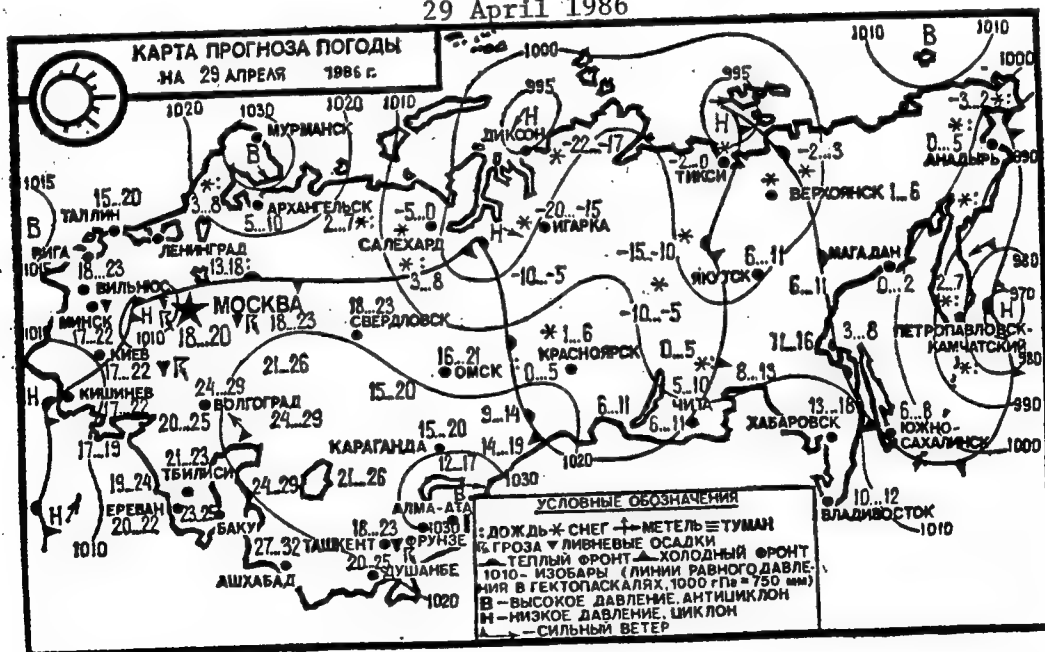 29 April 1986
КАРТА ПРОГНОЗА ПОГОДЫ
НА 29 АПРЕЛЯ 1986 г.
1010 В 1010
1000
1000
995
995
1020 1030 1020 1010
Н
Н
-3...2
МУРМАНСК
ДИКСОН
-22...-17
-2...0
ТИКСИ
-2...3
0...5
АНАДЫРЬ
990
1015
15...20
ТАЛЛИН
В
3...8
АРХАНГЕЛЬСК
5...10
2...7
-5...0
САЛЕХАРД
-20...-15
ИГАРКА
ВЕРХОЯНСК 1...6
В
РИГА
ЛЕНИНГРАД
Н
-15...-10
МАГАДАН
980
1015
18...23
ВИЛЬНЮС
13.18
-3...8
-10...-5
ЯКУТСК
6...11
6...11
0...2
2...7
970
МИНСК
Н
МОСКВА
18...23
СВЕРДЛОВСК
-10...-5
Н
17...22
1010
18...20
18...23
1...6
КРАСНОЯРСК
0...5
3...8
ПЕТРОПАВЛОВСК-
КАМЧАТСКИЙ
980
КИЕВ
17...22
21...26
16...21
ОМСК
0...5
11...16
Н
КИШИНЕВ
17...22
24...29
ВОЛГОГРАД
15...20
5...10
ЧИТА
8...13
990
17...19
20...25
24...29
9...14
6...11
6...11
ХАБАРОВСК
13...18
6...8
ЮЖНО-
САХАЛИНСК
1000
21...23
ТБИЛИСИ
КАРАГАНДА
15...20
14...19
1020
19...24
ЕРЕВАН
20...22
23.25
БАКУ
24...29
21...26
12...17
В
1030
АЛМА-АТА
Н
1010
1030
10...12
ВЛАДИВОСТОК
1010
27...32
АШХАБАД
18...23
ТАШКЕНТ
ФРУНЗЕ
20...25
ДУШАНБЕ
1020
УСЛОВНЫЕ ОБОЗНАЧЕНИЯ
: ДОЖДЬ * СНЕГ МЕТЕЛЬ ≡ ТУМАН
ГРОЗА ▼ ЛИВНЕВЫЕ ОСАДКИ
ТЕПЛЫЙ ФРОНТ ХОЛОДНЫЙ ФРОНТ
1010- ИЗОБАРЫ (ЛИНИИ РАВНОГО ДАВЛЕ-
НИЯ В ГЕКТОПАСКАЛЯХ, 1000 гПа = 750 мм)
В - ВЫСОКОЕ ДАВЛЕНИЕ, АНТИЦИКЛОН
Н - НИЗКОЕ ДАВЛЕНИЕ, ЦИКЛОН
- СИЛЬНЫЙ ВЕТЕР